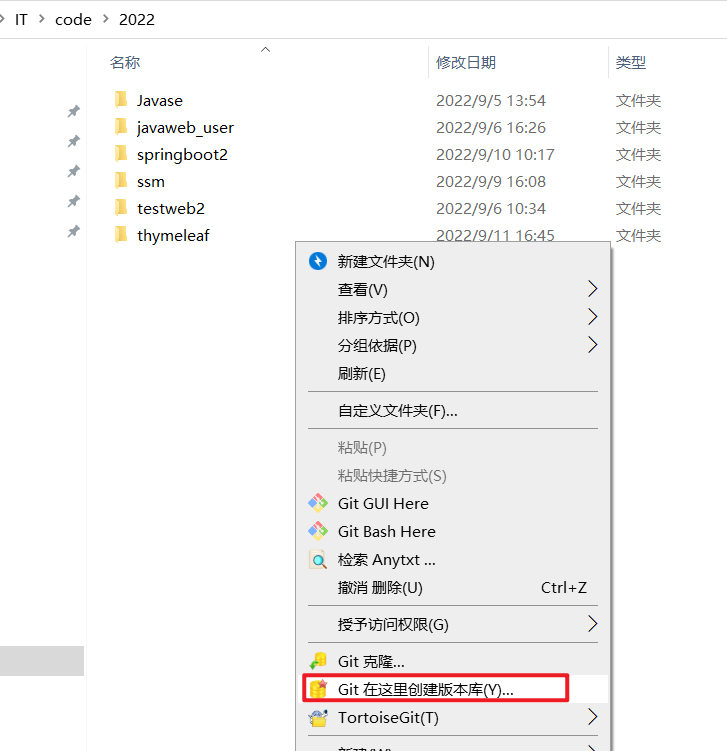 IT > code > 2022
名称 修改日期 类型
Javase 2022/9/5 13:54 文件夹
javaweb_user 2022/9/6 16:26 文件夹
springboot2 2022/9/10 10:17 文件夹
ssm 2022/9/9 16:08 文件夹
testweb2 2022/9/6 10:34 文件夹
thymeleaf 2022/9/11 16:45 文件夹
新建文件夹(N)
查看(V)
排序方式(O)
分组依据(P)
刷新(E)
自定义文件夹(F)...
粘贴(P)
粘贴快捷方式(S)
Git GUI Here
Git Bash Here
检索 Anytxt ...
撤消 删除(U) Ctrl+Z
授予访问权限(G)
Git 克隆...
Git 在这里创建版本库(Y)...
TortoiseGit(T)